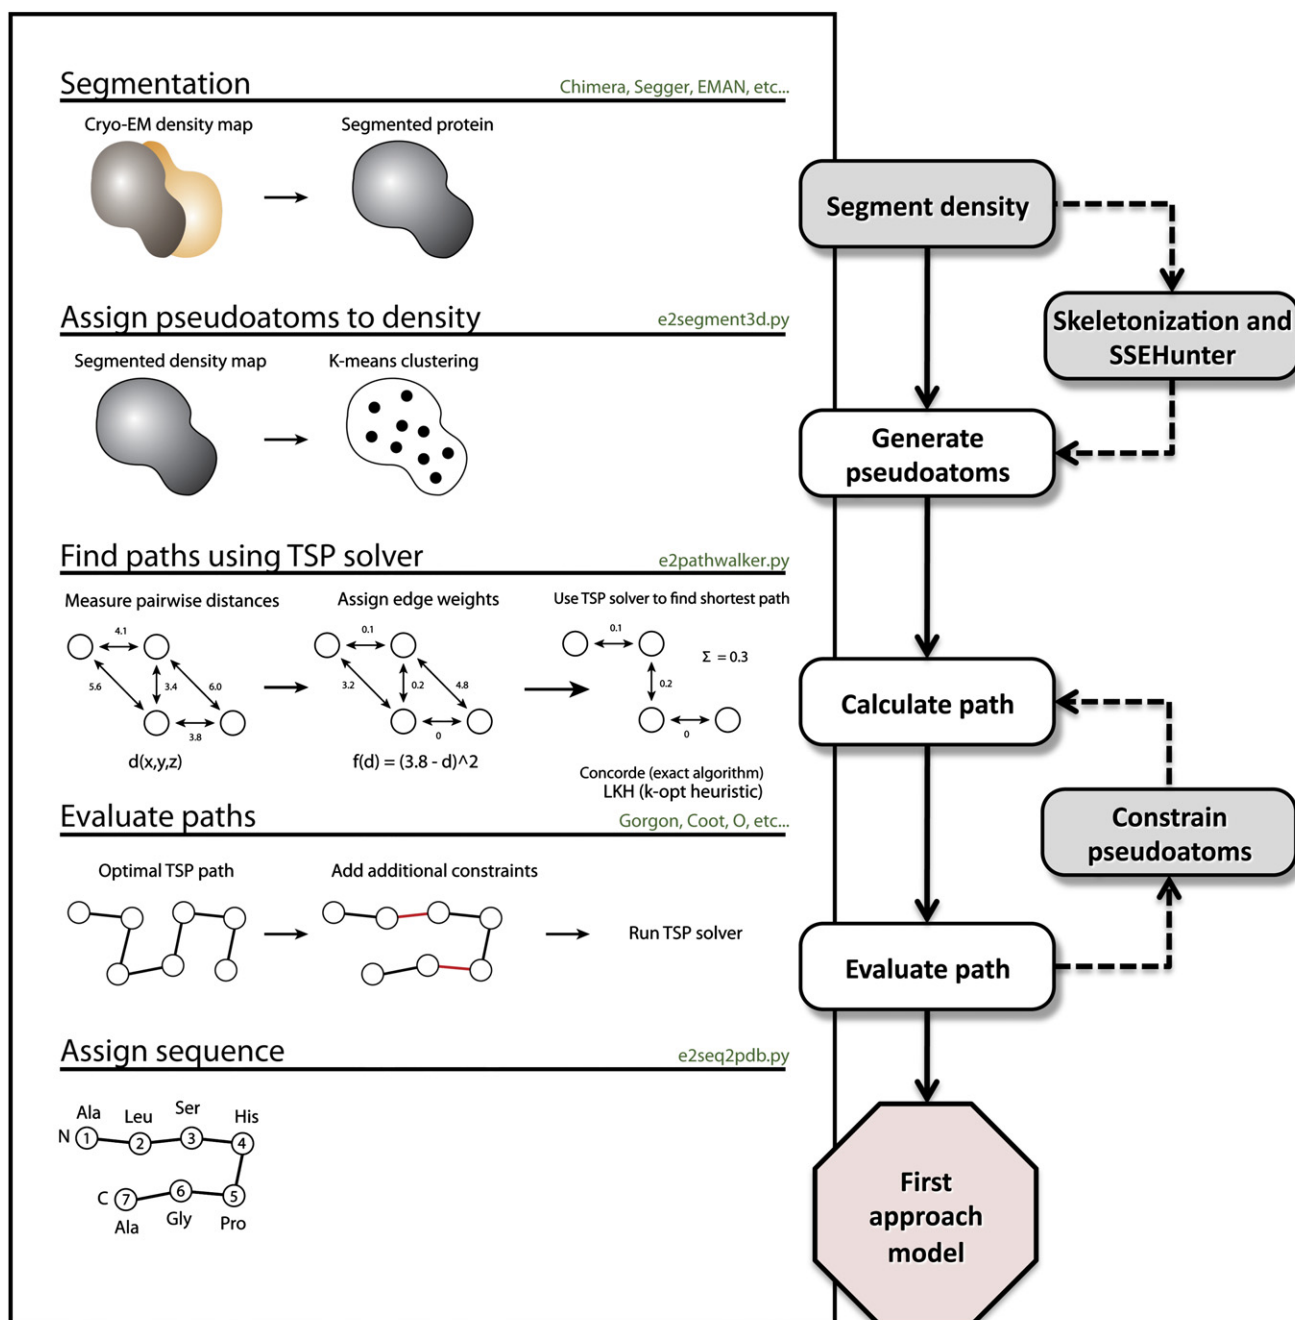 Segmentation
Chimera, Segger, EMAN, etc...
Cryo-EM density map
Segmented protein
Assign pseudoatoms to density
e2segment3d.py
Segmented density map
K-means clustering
Find paths using TSP solver
e2pathwalker.py
Measure pairwise distances
Assign edge weights
Use TSP solver to find shortest path
4.1
5.6
3.4
6.0
3.8
d(x,y,z)
0.1
3.2
0.2
4.8
0
f(d) = (3.8 - d)^2
0.1
Σ = 0.3
0.2
0
Concorde (exact algorithm)
LKH (k-opt heuristic)
Evaluate paths
Gorgon, Coot, O, etc...
Optimal TSP path
Add additional constraints
Run TSP solver
Assign sequence
e2seq2pdb.py
Ala
Leu
Ser
His
N
1
2
3
4
C
7
6
5
Ala
Gly
Pro
Segment density
Skeletonization and
SSEHunter
Generate
pseudoatoms
Calculate path
Constrain
pseudoatoms
Evaluate path
First
approach
model